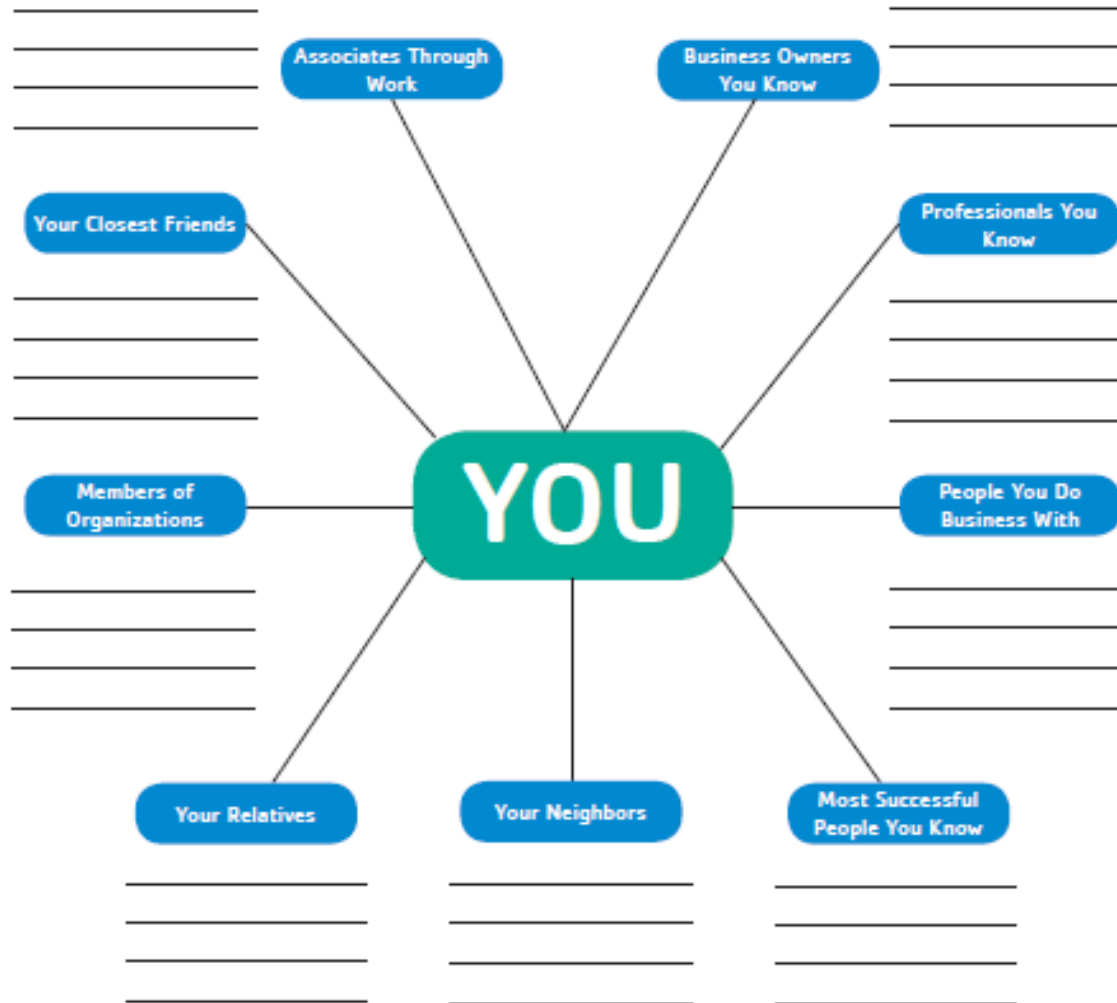 Associates Through
Work
Business Owners
You Know
Your Closest Friends
Professionals You
Know
YOU
Members of
Organizations
People You Do
Business With
Your Relatives
Your Neighbors
Most Successful
People You Know